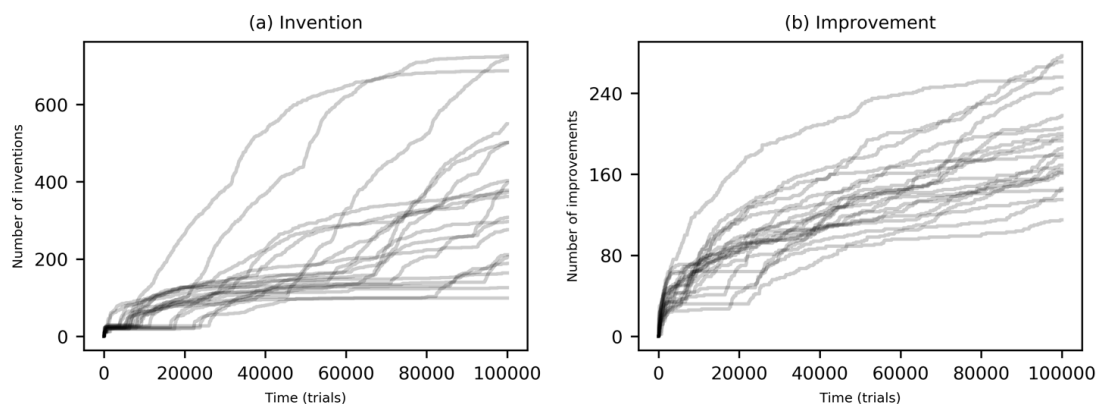 (a) Invention
Number of inventions
600
400
200
0
0 20000 40000 60000 80000 100000
Time (trials)
(b) Improvement
Number of improvements
240
160
80
0
0 20000 40000 60000 80000 100000
Time (trials)